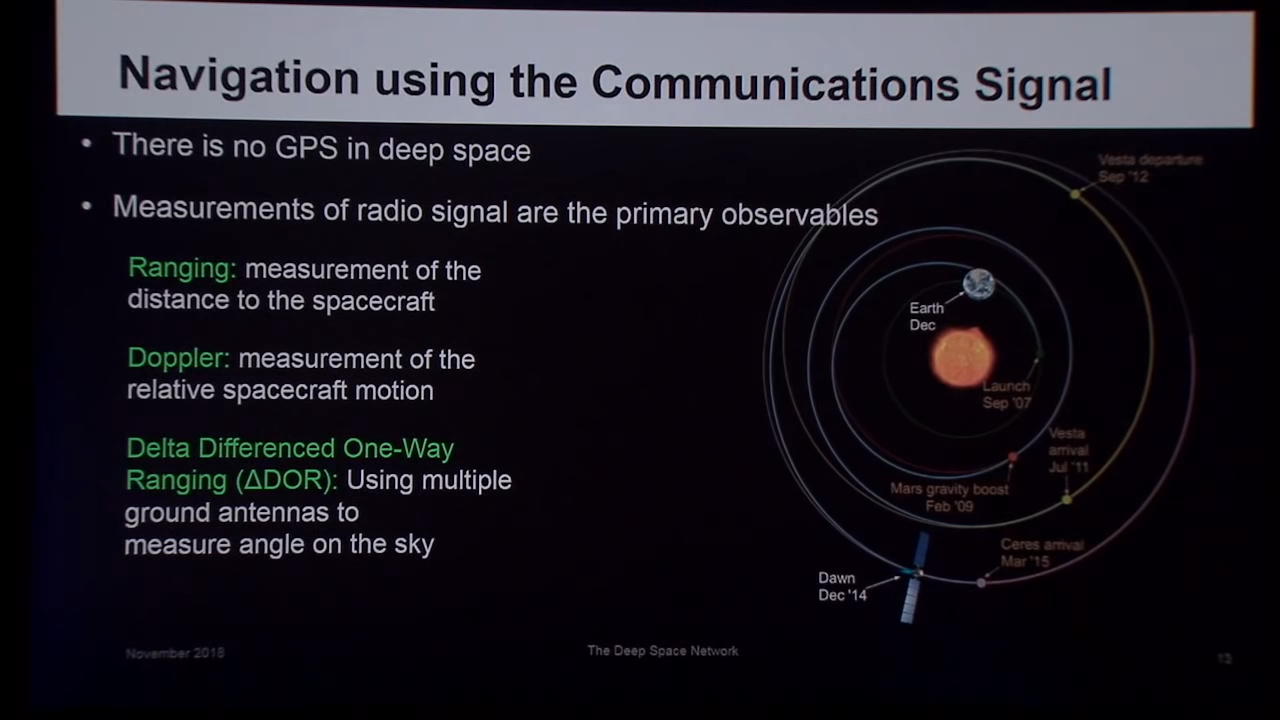 Navigation using the Communications Signal
• There is no GPS in deep space
• Measurements of radio signal are the primary observables
Ranging: measurement of the
distance to the spacecraft
Doppler: measurement of the
relative spacecraft motion
Delta Differenced One-Way
Ranging (ΔDOR): Using multiple
ground antennas to
measure angle on the sky
Vesta departure
Sep '12
Earth
Dec
Launch
Sep '07
Vesta
arrival
Jul '11
Mars gravity boost
Feb '09
Ceres arrival
Mar '15
Dawn
Dec '14
November 2018
The Deep Space Network
13